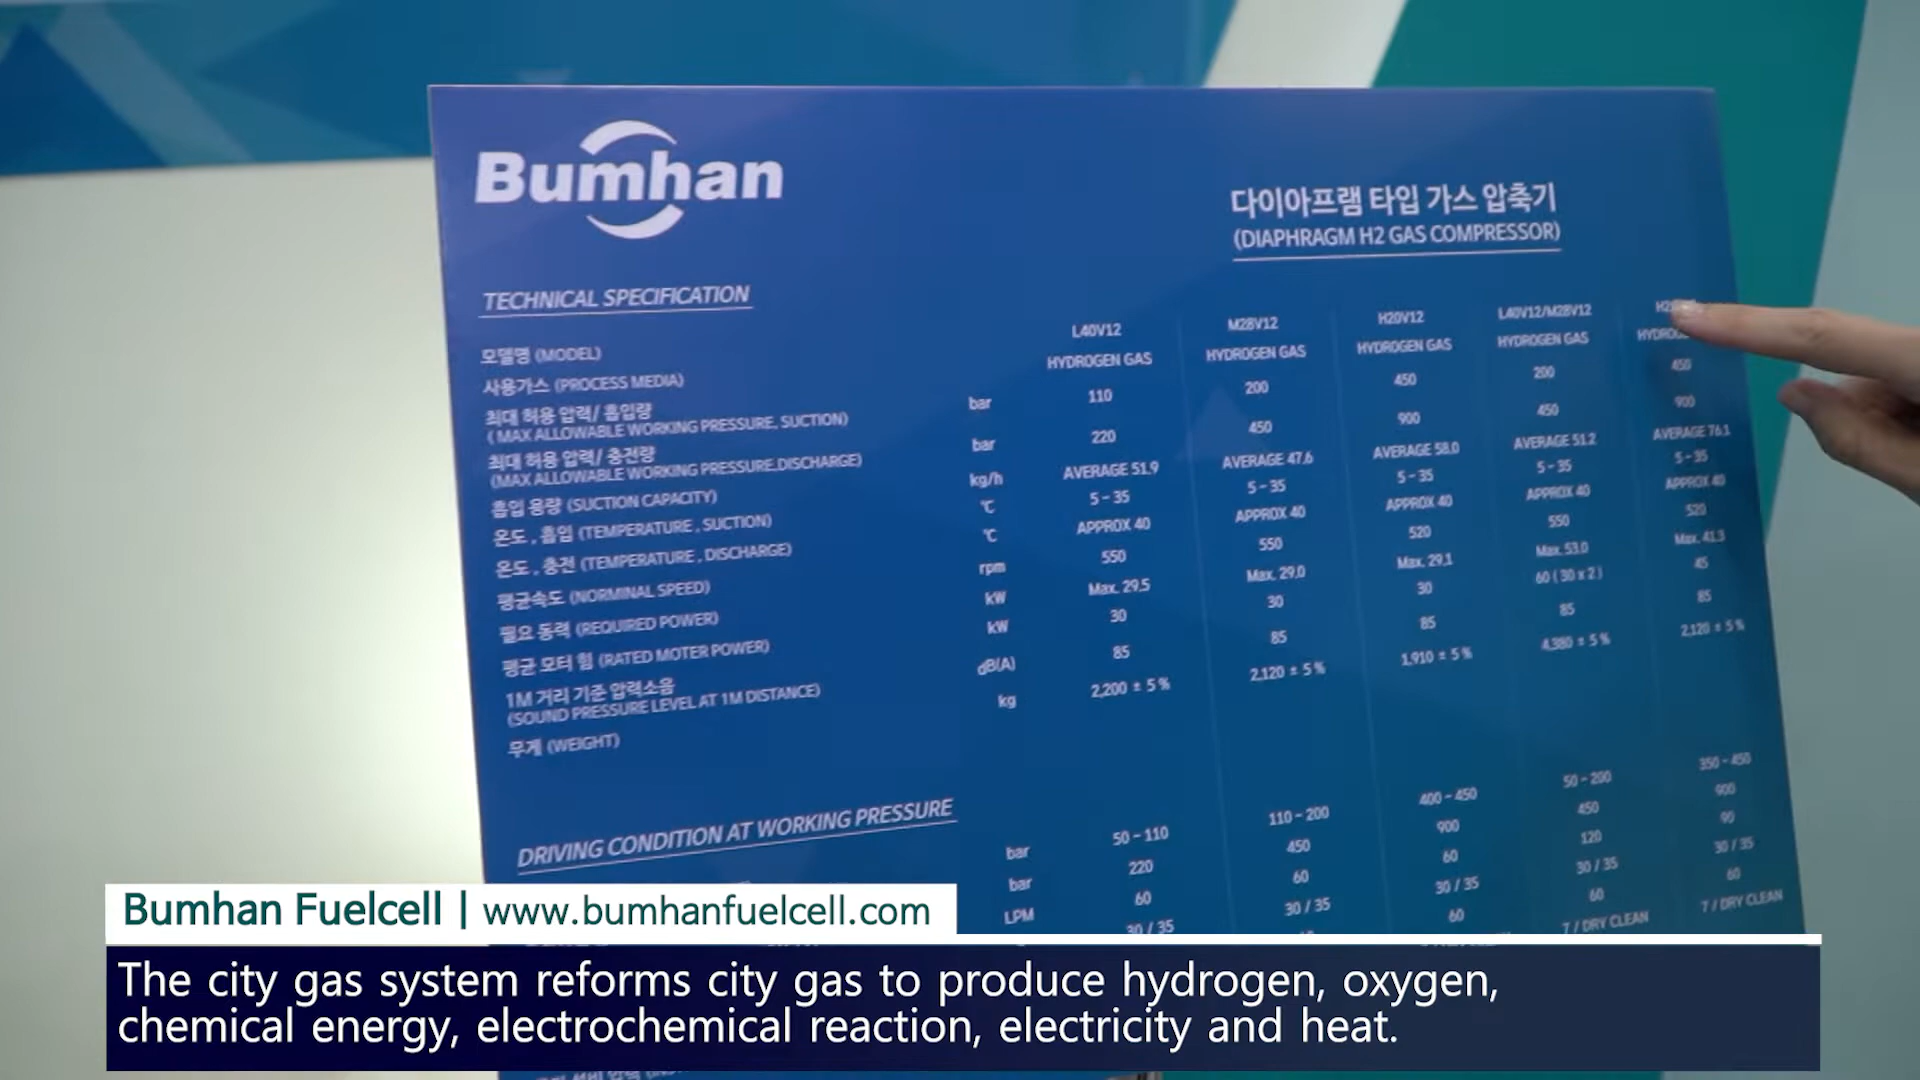 Bumhan
다이아프램 타입 가스 압축기
(DIAPHRAGM H2 GAS COMPRESSOR)
TECHNICAL SPECIFICATION
모델명 (MODEL) L40V12 M28V12 H20V12 L40V12/M28V12
사용가스 (PROCESS MEDIA) HYDROGEN GAS HYDROGEN GAS HYDROGEN GAS HYDROGEN GAS
최대 허용 압력/ 흡입량
( MAX ALLOWABLE WORKING PRESSURE, SUCTION) bar 110 200 450 200 450
최대 허용 압력/ 충전량
(MAX ALLOWABLE WORKING PRESSURE,DISCHARGE) bar 220 450 900 450 900
흡입 용량 (SUCTION CAPACITY) kg/h AVERAGE 51.9 AVERAGE 47.6 AVERAGE 58.0 AVERAGE 51.2 AVERAGE 76.1
온도 , 흡입 (TEMPERATURE , SUCTION) ℃ 5 - 35 5 - 35 5 - 35 5 - 35 5 - 35
온도 , 충전 (TEMPERATURE , DISCHARGE) ℃ APPROX 40 APPROX 40 APPROX 40 APPROX 40 APPROX 40
평균속도 (NORMINAL SPEED) rpm 550 550 520 550 520
필요 동력 (REQUIRED POWER) kW Max. 29.5 Max. 29.0 Max. 29.1 Max. 53.0 Max. 41.3
평균 모터 힘 (RATED MOTER POWER) kW 30 30 30 60 ( 30 x 2 ) 45
1M 거리 기준 압력소음
(SOUND PRESSURE LEVEL AT 1M DISTANCE) dB(A) 85 85 85 85 85
무게 (WEIGHT) kg 2,200 ± 5 % 2,120 ± 5 % 1,910 ± 5 % 4,380 ± 5 % 2,120 ± 5 %
DRIVING CONDITION AT WORKING PRESSURE
bar 50 - 110 110 - 200 400 - 450 50 - 200 350 - 450
bar 220 450 900 450 900
LPM 60 60 60 120 90
30 / 35 30 / 35 30 / 35 30 / 35 30 / 35
60 60 60
7 / DRY CLEAN 7 / DRY CLEAN
Bumhan Fuelcell | www.bumhanfuelcell.com
The city gas system reforms city gas to produce hydrogen, oxygen,
chemical energy, electrochemical reaction, electricity and heat.